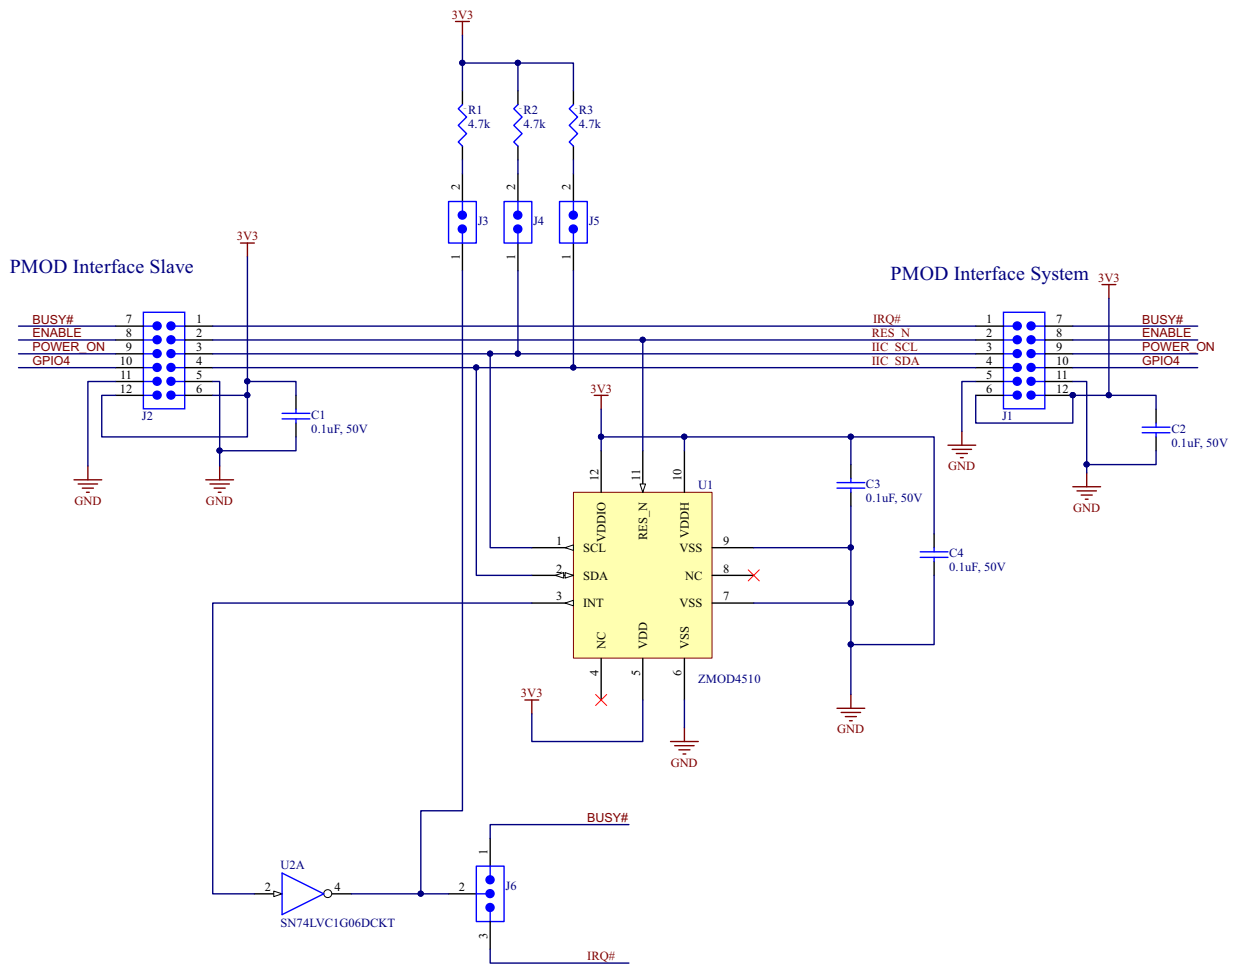 3V3
R1
4.7k
R2
4.7k
R3
4.7k
2
2
2
J3
J4
J5
1
1
1
3V3
PMOD Interface Slave
PMOD Interface System
3V3
BUSY# 7 1 IRQ# 1 7 BUSY#
ENABLE 8 2 RES_N 2 8 ENABLE
POWER_ON 9 3 IIC_SCL 3 9 POWER_ON
GPIO4 10 4 IIC_SDA 4 10 GPIO4
11 5 5 11
12 6 6 12
J2
J1
C1
0.1uF, 50V
C2
0.1uF, 50V
3V3
GND
GND
GND
GND
12
11
10
U1
C3
0.1uF, 50V
VDDIO
RES_N
VDDH
1 SCL
VSS 9
C4
0.1uF, 50V
2 SDA
NC 8
3 INT
VSS 7
NC
VDD
VSS
4
5
6
ZMOD4510
3V3
GND
GND
BUSY#
U2A
1
2
4
2
J6
SN74LVC1G06DCKT
3
IRQ#